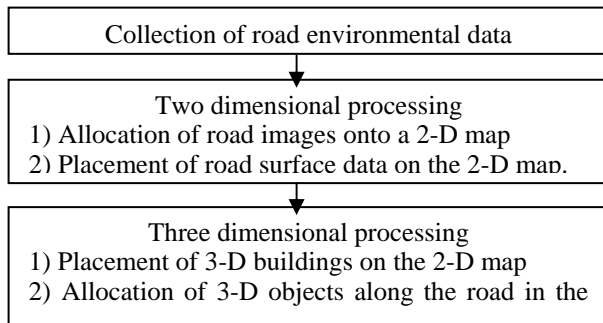 Collection of road environmental data
Two dimensional processing
1) Allocation of road images onto a 2-D map
2) Placement of road surface data on the 2-D map.
Three dimensional processing
1) Placement of 3-D buildings on the 2-D map
2) Allocation of 3-D objects along the road in the